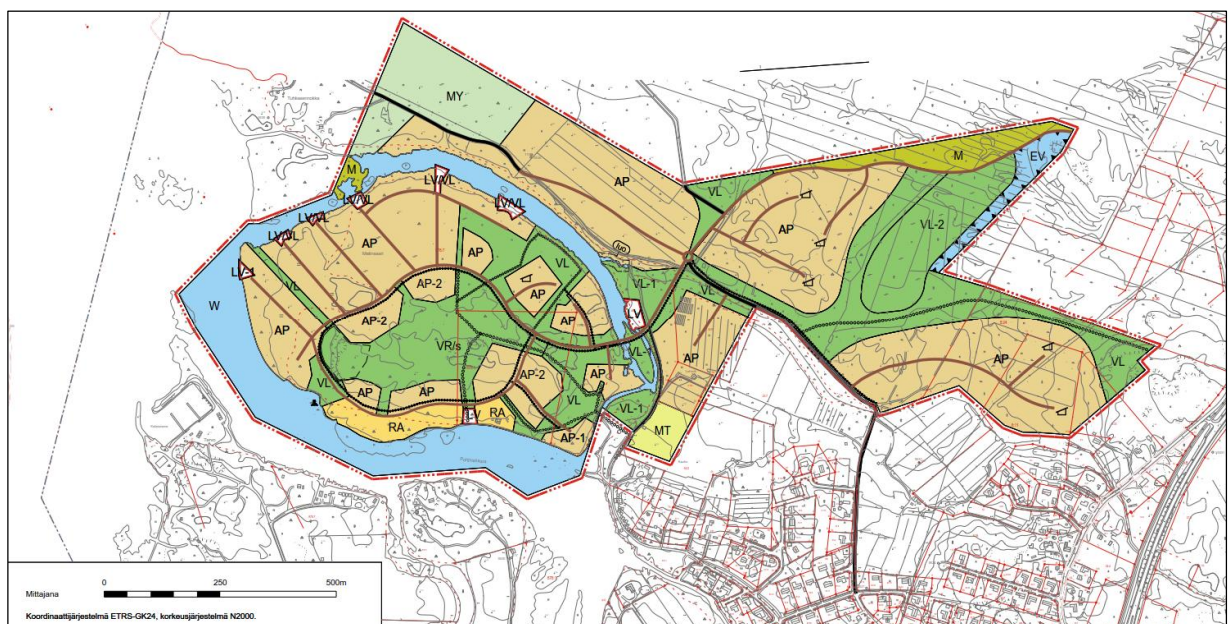 MY
M
EV
M
AP
VL
LV/VL
LV/VL
LV/VL
LV/VL
LV/VL
VL-2
AP
AP
luo
AP
VL
LV-1
AP-2
AP
VL-1
VL
VL
W
AP-2
AP
LV
AP
VR/s
VL-1
AP
AP
AP
VL
VL
AP-2
AP
AP
AP
VL
VL-1
RA
LV
RA
MT
AP-1
Mittajana
0
250
500m
Koordinaattijärjestelmä ETRS-GK24, korkeusjärjestelmä N2000.